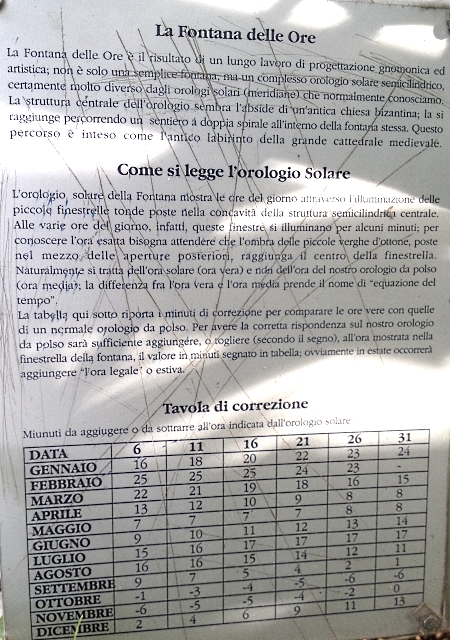 La Fontana delle Ore
La Fontana delle Ore è il risultato di un lungo lavoro di progettazione gnomonica ed
artistica; non è solo una semplice fontana, ma un complesso orologio solare semicilindrico,
certamente molto diverso dagli orologi solari (meridiane) che normalmente conosciamo.
La struttura centrale dell'orologio sembra l'abside di un'antica chiesa bizantina; la si
raggiunge percorrendo un sentiero a doppia spirale all'interno della fontana stessa. Questo
percorso è inteso come l'antico labirinto della grande cattedrale medievale.
Come si legge l'orologio Solare
L'orologio solare della Fontana mostra le ore del giorno attraverso l'illuminazione delle
piccole finestrelle tonde poste nella concavità della struttura semicilindrica centrale.
Alle varie ore del giorno, infatti, queste finestre si illuminano per alcuni minuti; per
conoscere l'ora esatta bisogna attendere che l'ombra delle piccole verghe d'ottone, poste
nel mezzo delle aperture posteriori, raggiunga il centro della finestrella.
Naturalmente si tratta dell'ora solare (ora vera) e non dell'ora del nostro orologio da polso
(ora media); la differenza fra l'ora vera e l'ora media prende il nome di "equazione del
tempo".
La tabella qui sotto riporta i minuti di correzione per comparare le ore vere con quelle
di un normale orologio da polso. Per avere la corretta rispondenza sul nostro orologio
da polso sarà sufficiente aggiungere, o togliere (secondo il segno), all'ora mostrata nella
finestrella della fontana, il valore in minuti segnato in tabella; ovviamente in estate occorrerà
aggiungere "l'ora legale" o estiva.
Tavola di correzione
Miunuti da aggiugere o da sottrarre all'ora indicata dall'orologio solare
DATA 6 11 16 21 26 31
GENNAIO 16 18 20 22 23 24
FEBBRAIO 25 25 25 24 23 -
MARZO 22 21 19 18 16 15
APRILE 13 12 10 9 8 8
MAGGIO 7 7 7 7 8 8
GIUGNO 9 10 11 12 13 14
LUGLIO 15 16 17 17 17 17
AGOSTO 16 16 15 14 12 11
SETTEMBRE 9 7 5 4 2 1
OTTOBRE -1 -3 -4 -5 -6 -6
NOVEMBRE -6 -5 -5 -4 -2 0
DICEMBRE 2 4 6 9 11 13